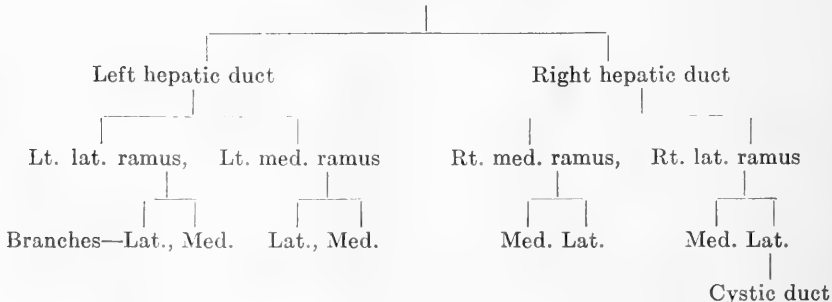 Left hepatic duct Right hepatic duct
Lt. lat. ramus, Lt. med. ramus Rt. med. ramus, Rt. lat. ramus
Branches—Lat., Med. Lat., Med. Med. Lat. Med. Lat.
Cystic duct